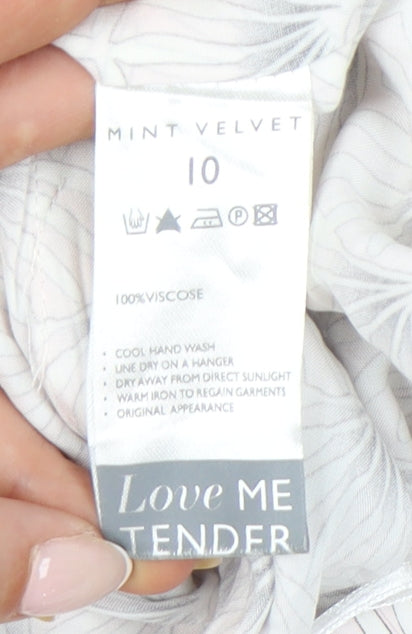 MINT VELVET
10
P
100% VISCOSE
• COOL HAND WASH
• LINE DRY ON A HANGER
• DRY AWAY FROM DIRECT SUNLIGHT
• WARM IRON TO REGAIN GARMENTS
• ORIGINAL APPEARANCE
Love ME
TENDER